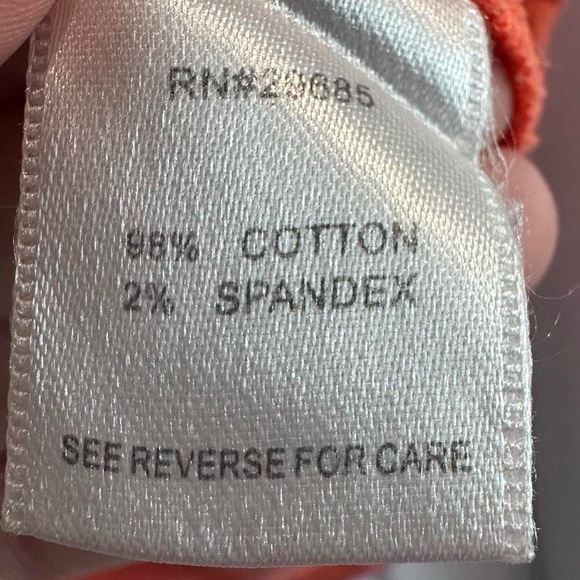 RN#29685
98% COTTON
2% SPANDEX
SEE REVERSE FOR CARE